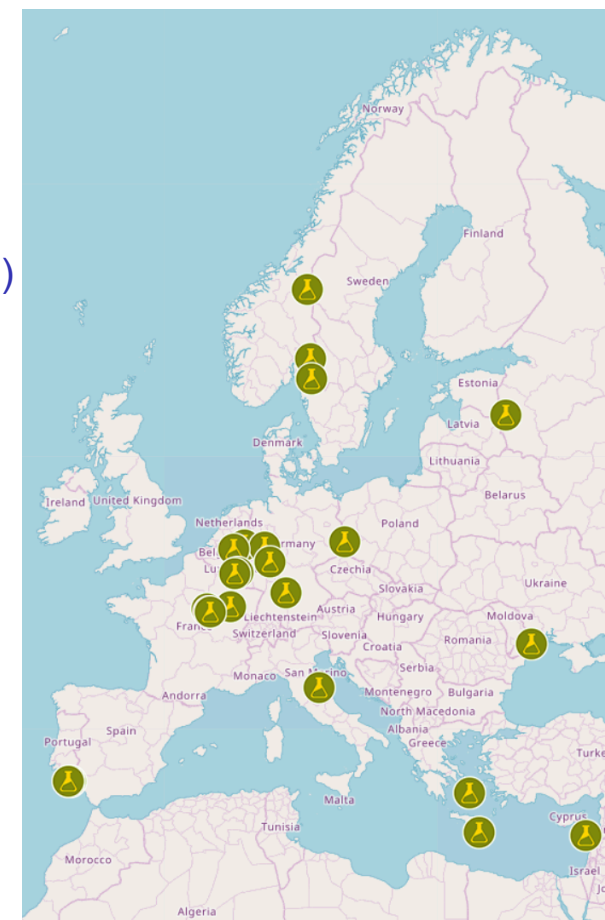 Norway
Finland
)
Sweden
Estonia
Latvia
Denmark
Lithuania
Belarus
Ireland
United Kingdom
Netherlands
Poland
Czechia
Ukraine
Slovakia
Moldova
Austria
Hungary
Liechtenstein
Switzerland
Slovenia
Romania
Croatia
Serbia
Monaco
Montenegro
Bulgaria
Andorra
North Macedonia
Albania
Spain
Portugal
Greece
Malta
Cyprus
Tunisia
Morocco
Israel
Algeria